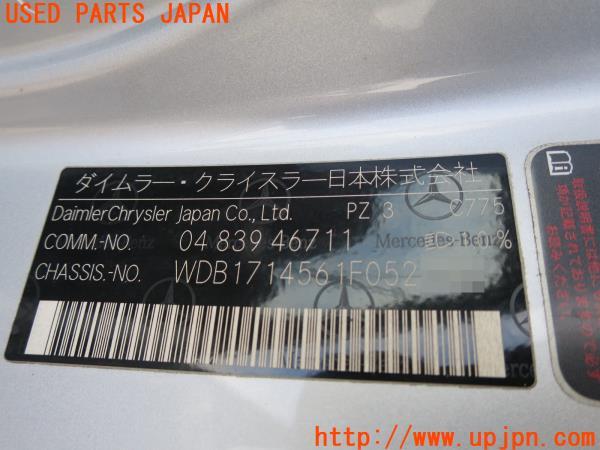 USED PARTS JAPAN
ダイムラー・クライスラー日本株式会社
DaimlerChrysler Japan Co., Ltd. PZ 3 C775
COMM.-NO. 04 839 46711 Mercedes-Benz
CHASSIS.-NO. WDB1714561F052
http://www.upjpn.com/